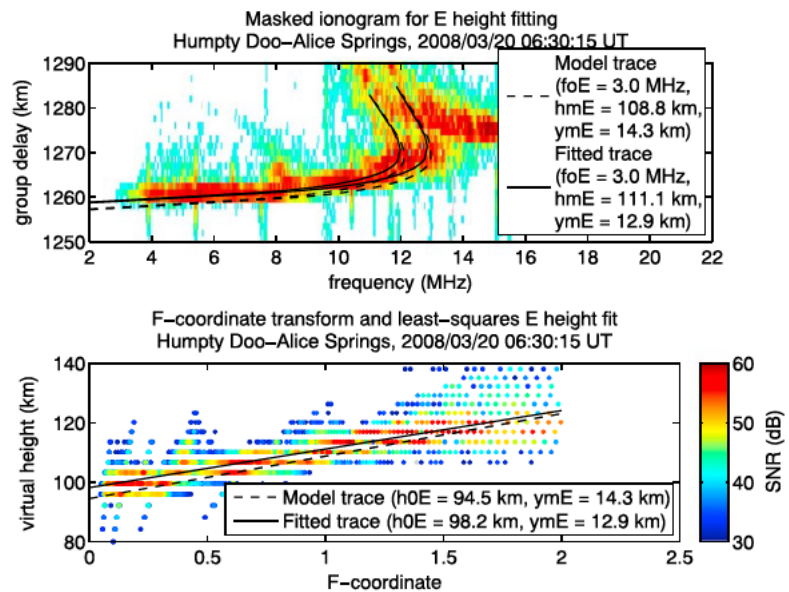 Masked ionogram for E height fitting
Humpty Doo−Alice Springs, 2008/03/20 06:30:15 UT
1290
1280
1270
1260
1250
group delay (km)
2
4
6
8
10
12
14
16
18
20
22
frequency (MHz)
Model trace
(foE = 3.0 MHz,
hmE = 108.8 km,
ymE = 14.3 km)
Fitted trace
(foE = 3.0 MHz,
hmE = 111.1 km,
ymE = 12.9 km)
F−coordinate transform and least−squares E height fit
Humpty Doo−Alice Springs, 2008/03/20 06:30:15 UT
140
120
100
80
virtual height (km)
0
0.5
1
1.5
2
2.5
F−coordinate
Model trace (h0E = 94.5 km, ymE = 14.3 km)
Fitted trace (h0E = 98.2 km, ymE = 12.9 km)
60
50
40
30
SNR (dB)